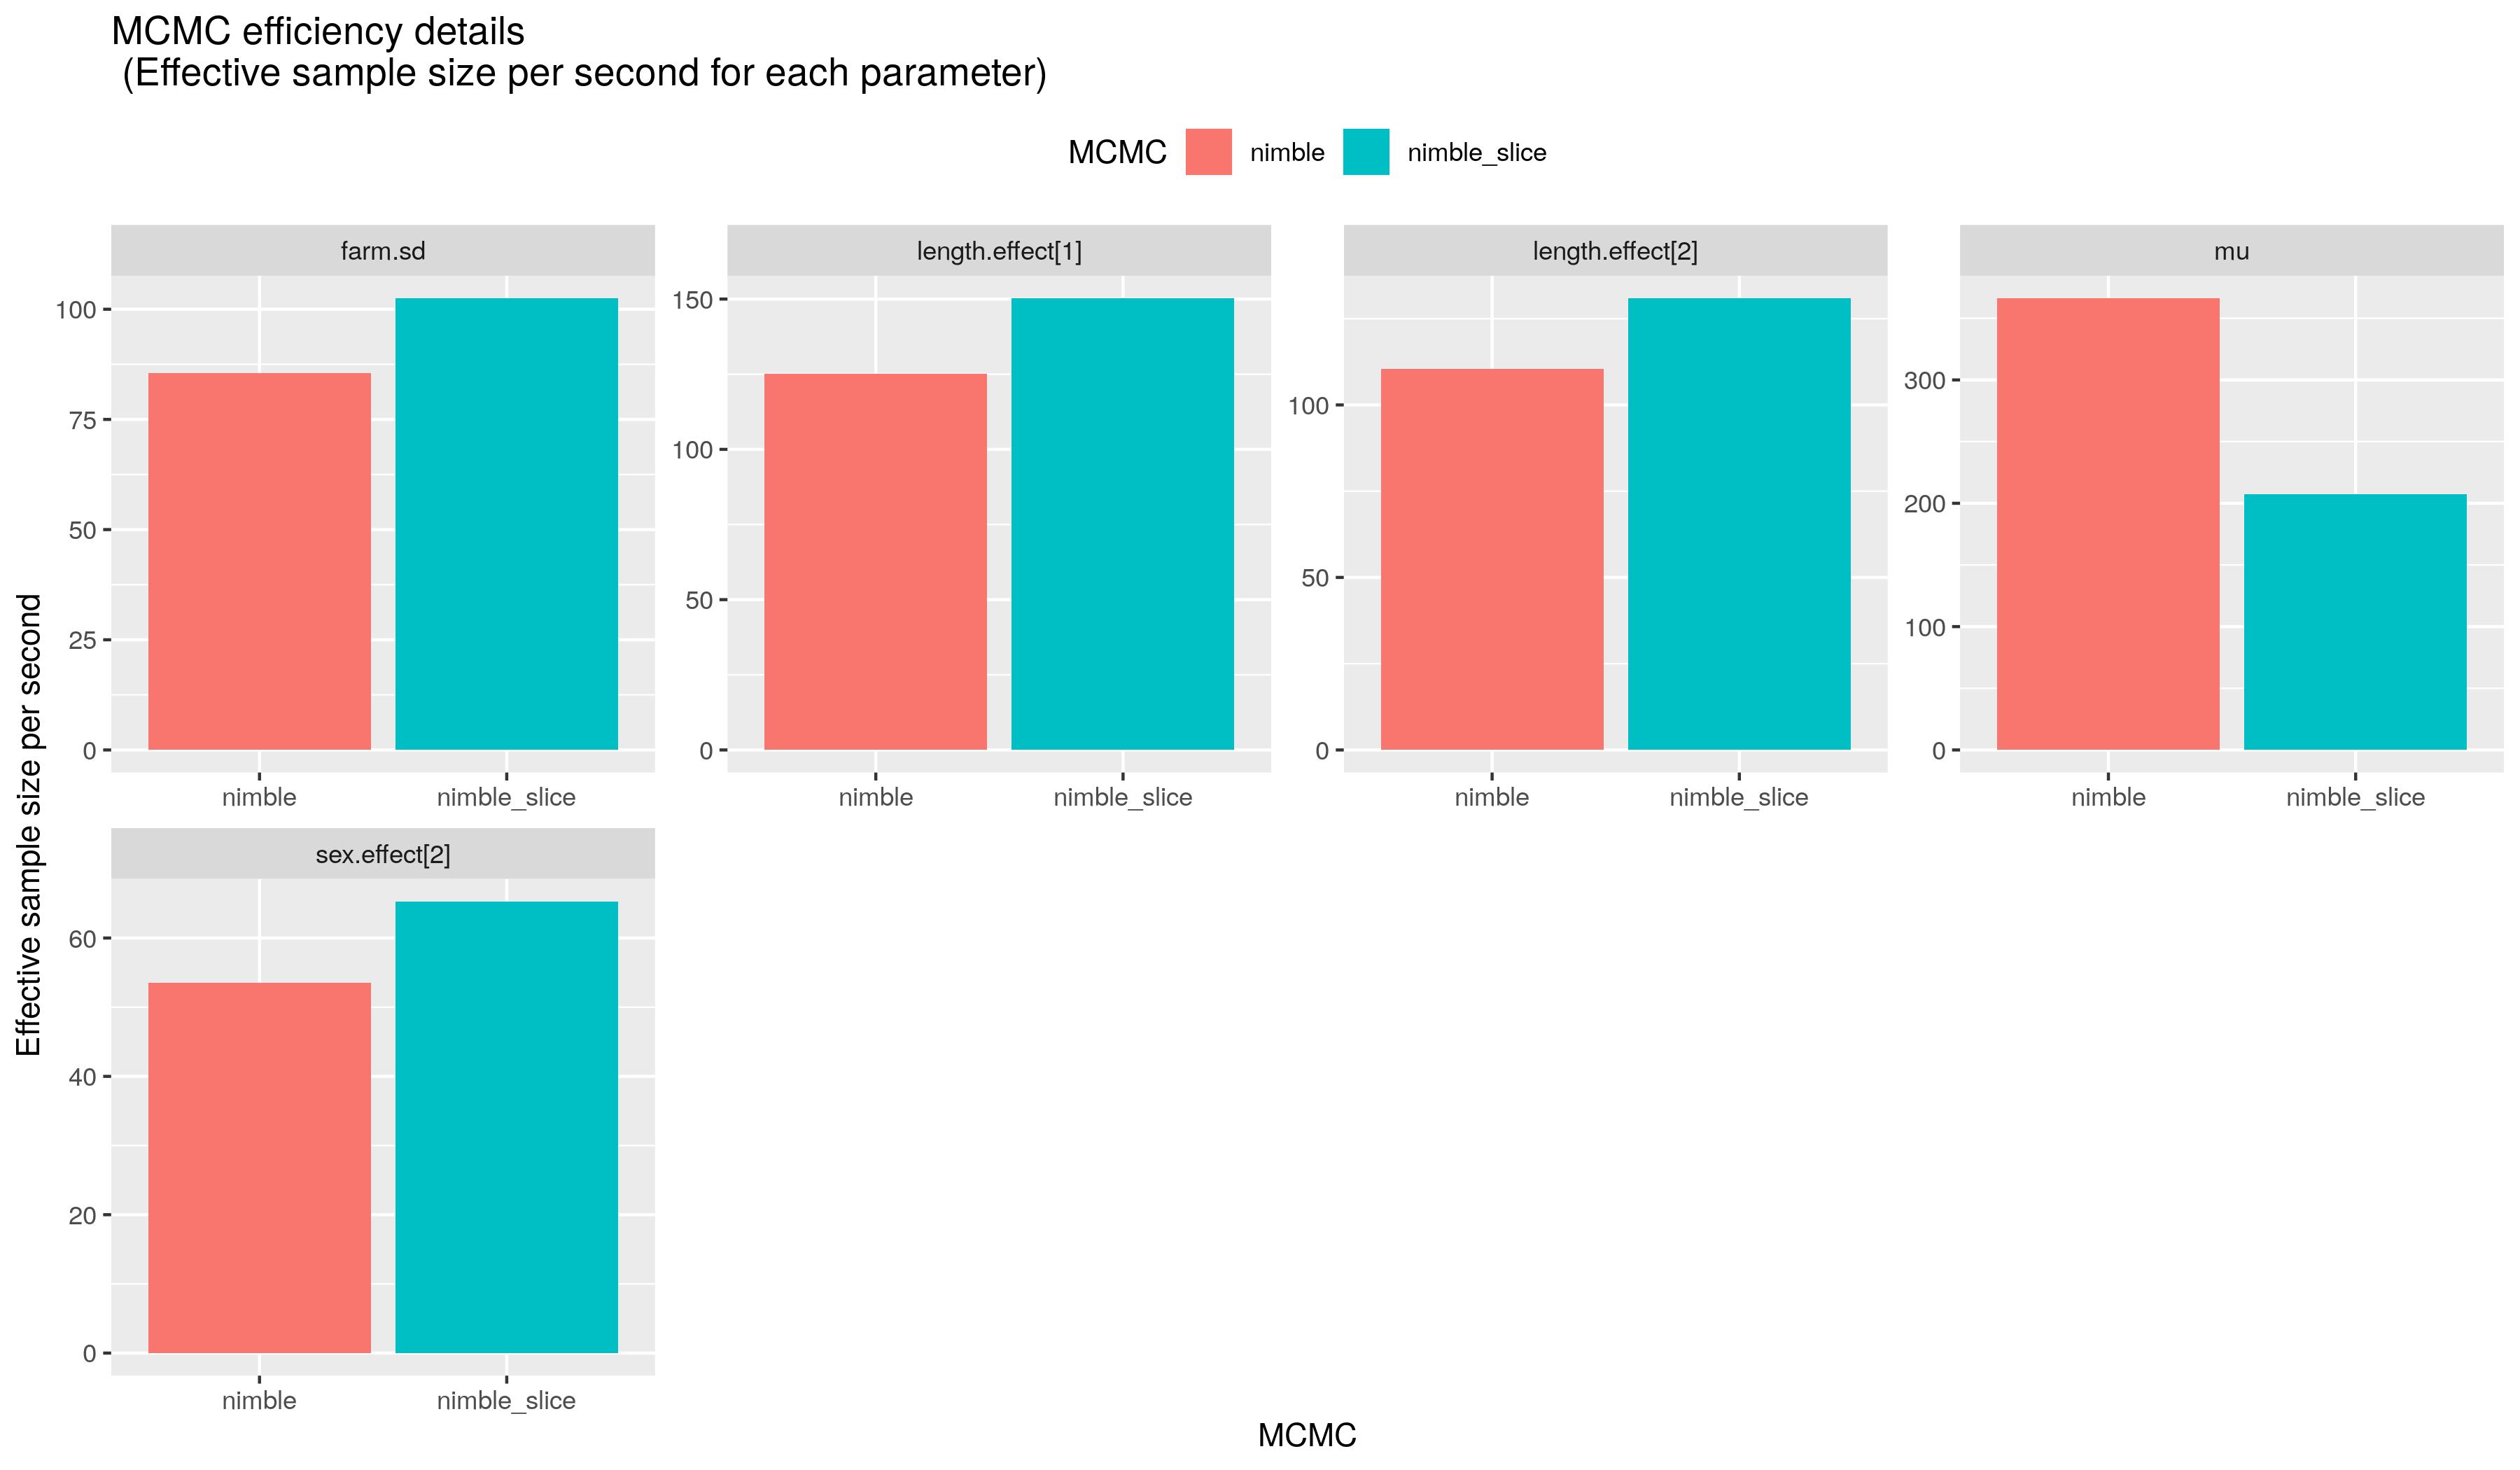 MCMC efficiency details
(Effective sample size per second for each parameter)
MCMC nimble nimble_slice
farm.sd length.effect[1] length.effect[2] mu
100
75
50
25
0
150
100
50
0
100
50
0
300
200
100
0
nimble nimble_slice nimble nimble_slice nimble nimble_slice nimble nimble_slice
sex.effect[2]
60
40
20
0
nimble nimble_slice
Effective sample size per second
MCMC